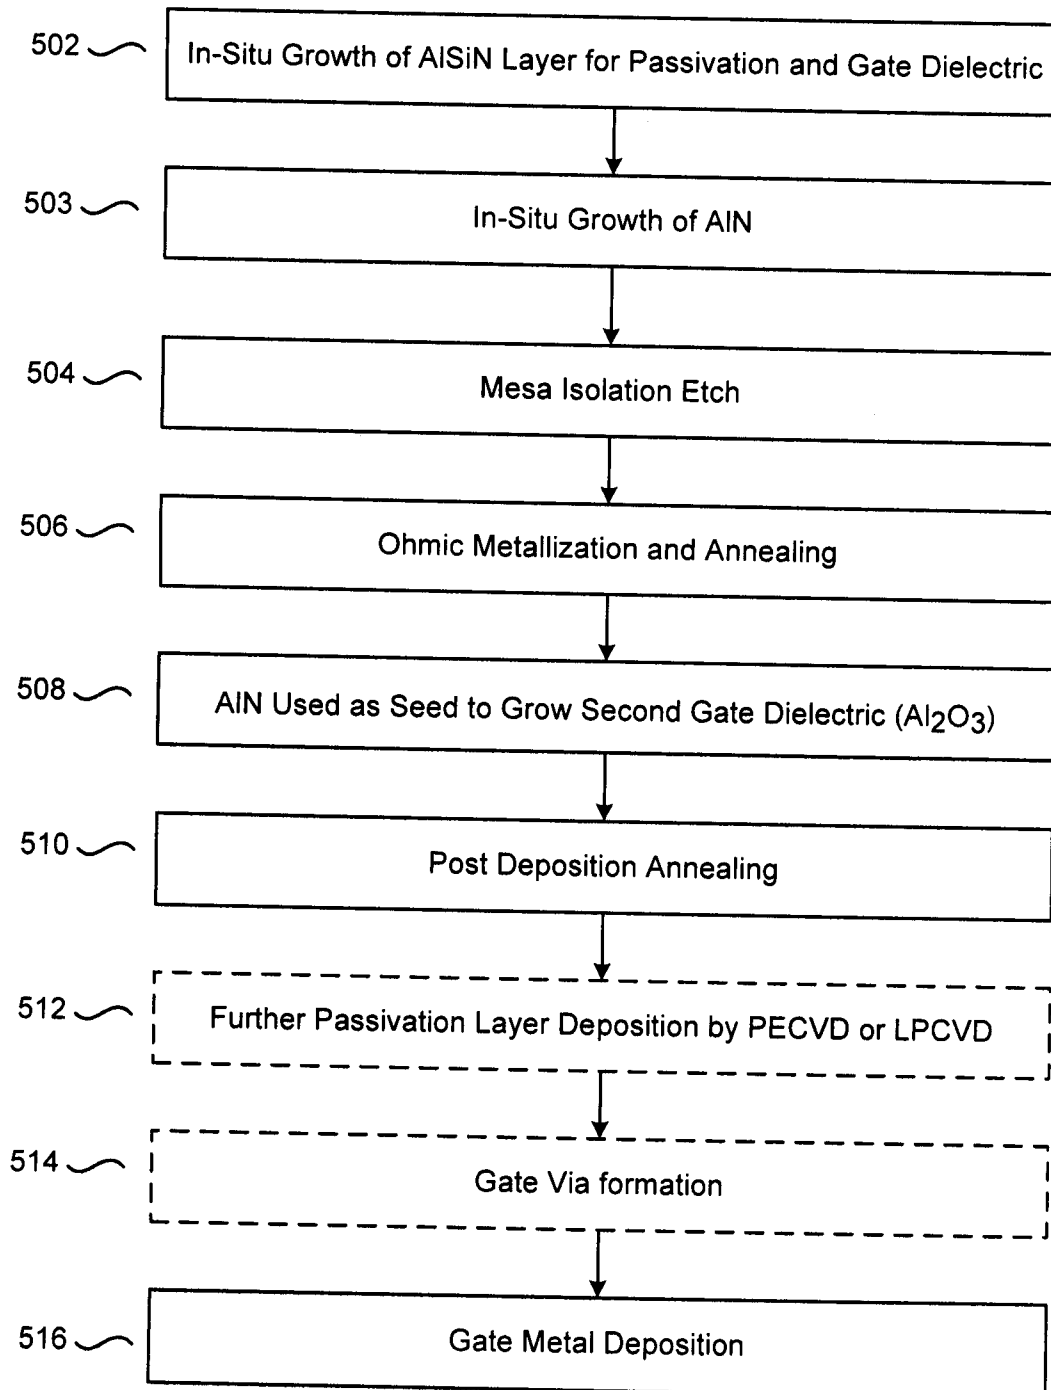 502 In-Situ Growth of AlSiN Layer for Passivation and Gate Dielectric
503 In-Situ Growth of AlN
504 Mesa Isolation Etch
506 Ohmic Metallization and Annealing
508 AlN Used as Seed to Grow Second Gate Dielectric (Al₂O₃)
510 Post Deposition Annealing
512 Further Passivation Layer Deposition by PECVD or LPCVD
514 Gate Via formation
516 Gate Metal Deposition